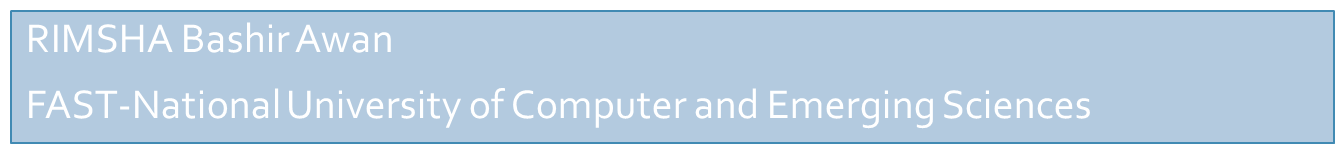 RIMSHA Bashir Awan
FAST-National University of Computer and Emerging Sciences